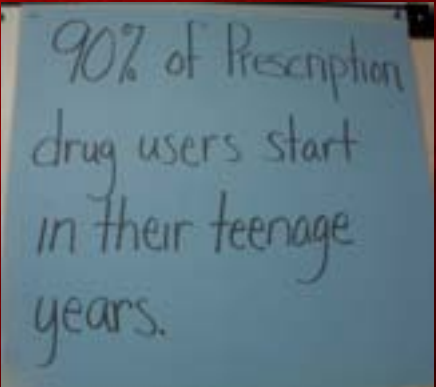 90% of Prescription
drug users start
in their teenage
years.